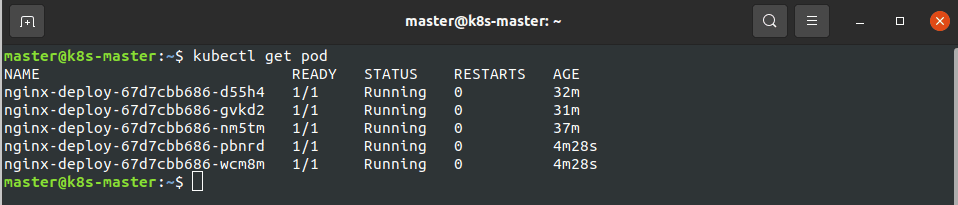 master@k8s-master: ~
master@k8s-master:~$ kubectl get pod
NAME                            READY   STATUS    RESTARTS   AGE
nginx-deploy-67d7cbb686-d55h4   1/1     Running   0          32m
nginx-deploy-67d7cbb686-gvkd2   1/1     Running   0          31m
nginx-deploy-67d7cbb686-nm5tm   1/1     Running   0          37m
nginx-deploy-67d7cbb686-pbnrd   1/1     Running   0          4m28s
nginx-deploy-67d7cbb686-wcm8m   1/1     Running   0          4m28s
master@k8s-master:~$